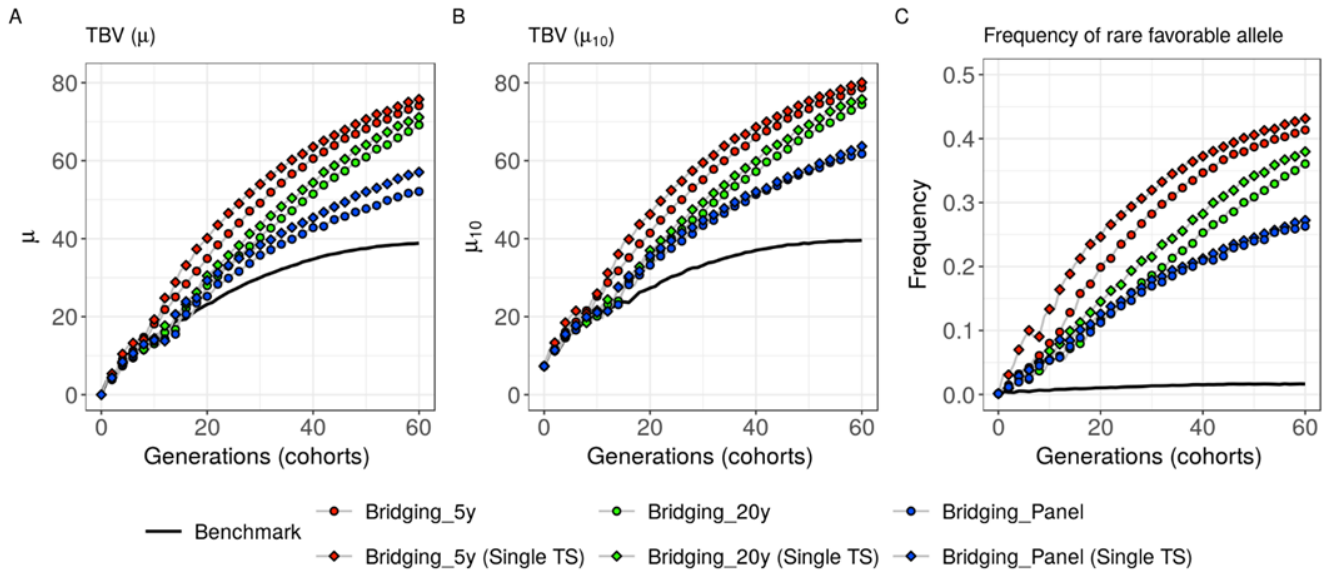 A
TBV (μ)
μ
80
60
40
20
0
0 20 40 60
Generations (cohorts)
B
TBV (μ₁₀)
μ₁₀
80
60
40
20
0
0 20 40 60
Generations (cohorts)
C
Frequency of rare favorable allele
Frequency
0.5
0.4
0.3
0.2
0.1
0.0
0 20 40 60
Generations (cohorts)
Benchmark
Bridging_5y
Bridging_5y (Single TS)
Bridging_20y
Bridging_20y (Single TS)
Bridging_Panel
Bridging_Panel (Single TS)